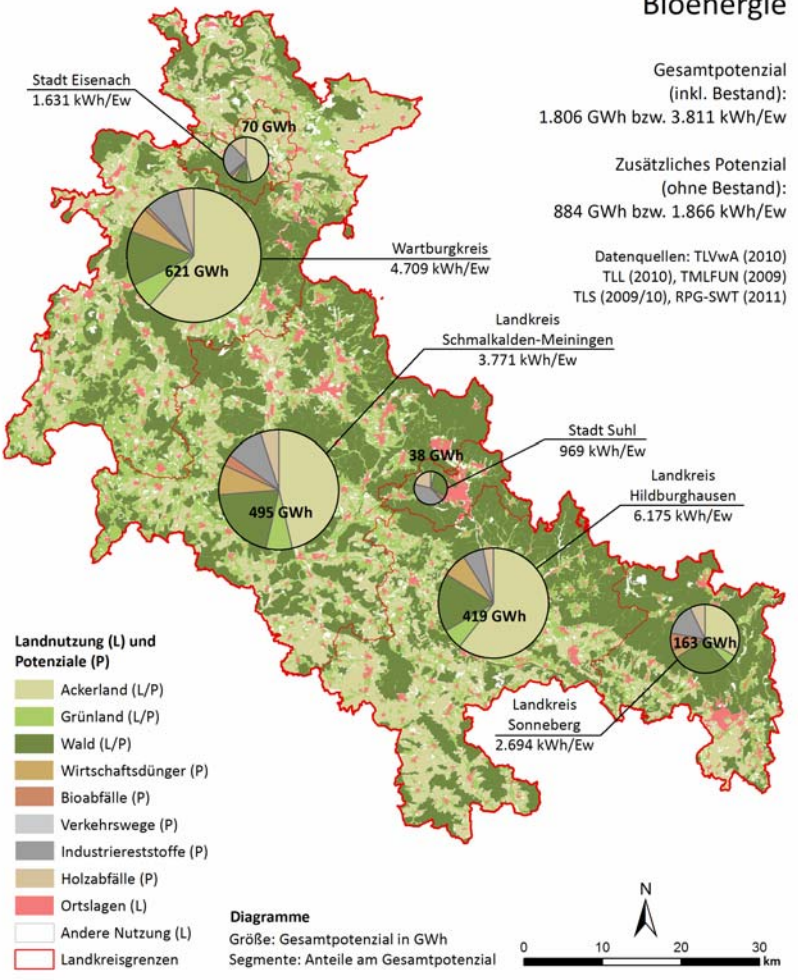 Bioenergie
Gesamtpotenzial
(inkl. Bestand):
1.806 GWh bzw. 3.811 kWh/Ew
Zusätzliches Potenzial
(ohne Bestand):
884 GWh bzw. 1.866 kWh/Ew
Datenquellen: TLVwA (2010)
TLL (2010), TMLFUN (2009)
TLS (2009/10), RPG-SWT (2011)
Stadt Eisenach
1.631 kWh/Ew
70 GWh
Wartburgkreis
4.709 kWh/Ew
621 GWh
Landkreis
Schmalkalden-Meiningen
3.771 kWh/Ew
495 GWh
Stadt Suhl
969 kWh/Ew
38 GWh
Landkreis
Hildburghausen
6.175 kWh/Ew
419 GWh
163 GWh
Landkreis
Sonneberg
2.694 kWh/Ew
Landnutzung (L) und
Potenziale (P)
Ackerland (L/P)
Grünland (L/P)
Wald (L/P)
Wirtschaftsdünger (P)
Bioabfälle (P)
Verkehrswege (P)
Industriereststoffe (P)
Holzabfälle (P)
Ortslagen (L)
Andere Nutzung (L)
Landkreisgrenzen
Diagramme
Größe: Gesamtpotenzial in GWh
Segmente: Anteile am Gesamtpotenzial
N
0 10 20 30
km